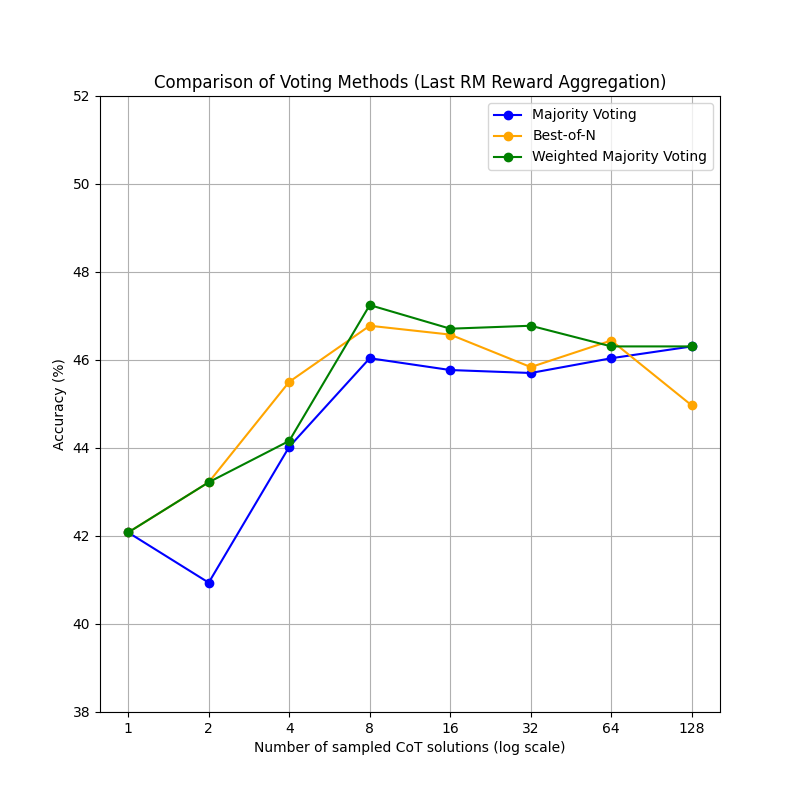 Comparison of Voting Methods (Last RM Reward Aggregation)
Majority Voting
Best-of-N
Weighted Majority Voting
Accuracy (%)
52
50
48
46
44
42
40
38
1 2 4 8 16 32 64 128
Number of sampled CoT solutions (log scale)